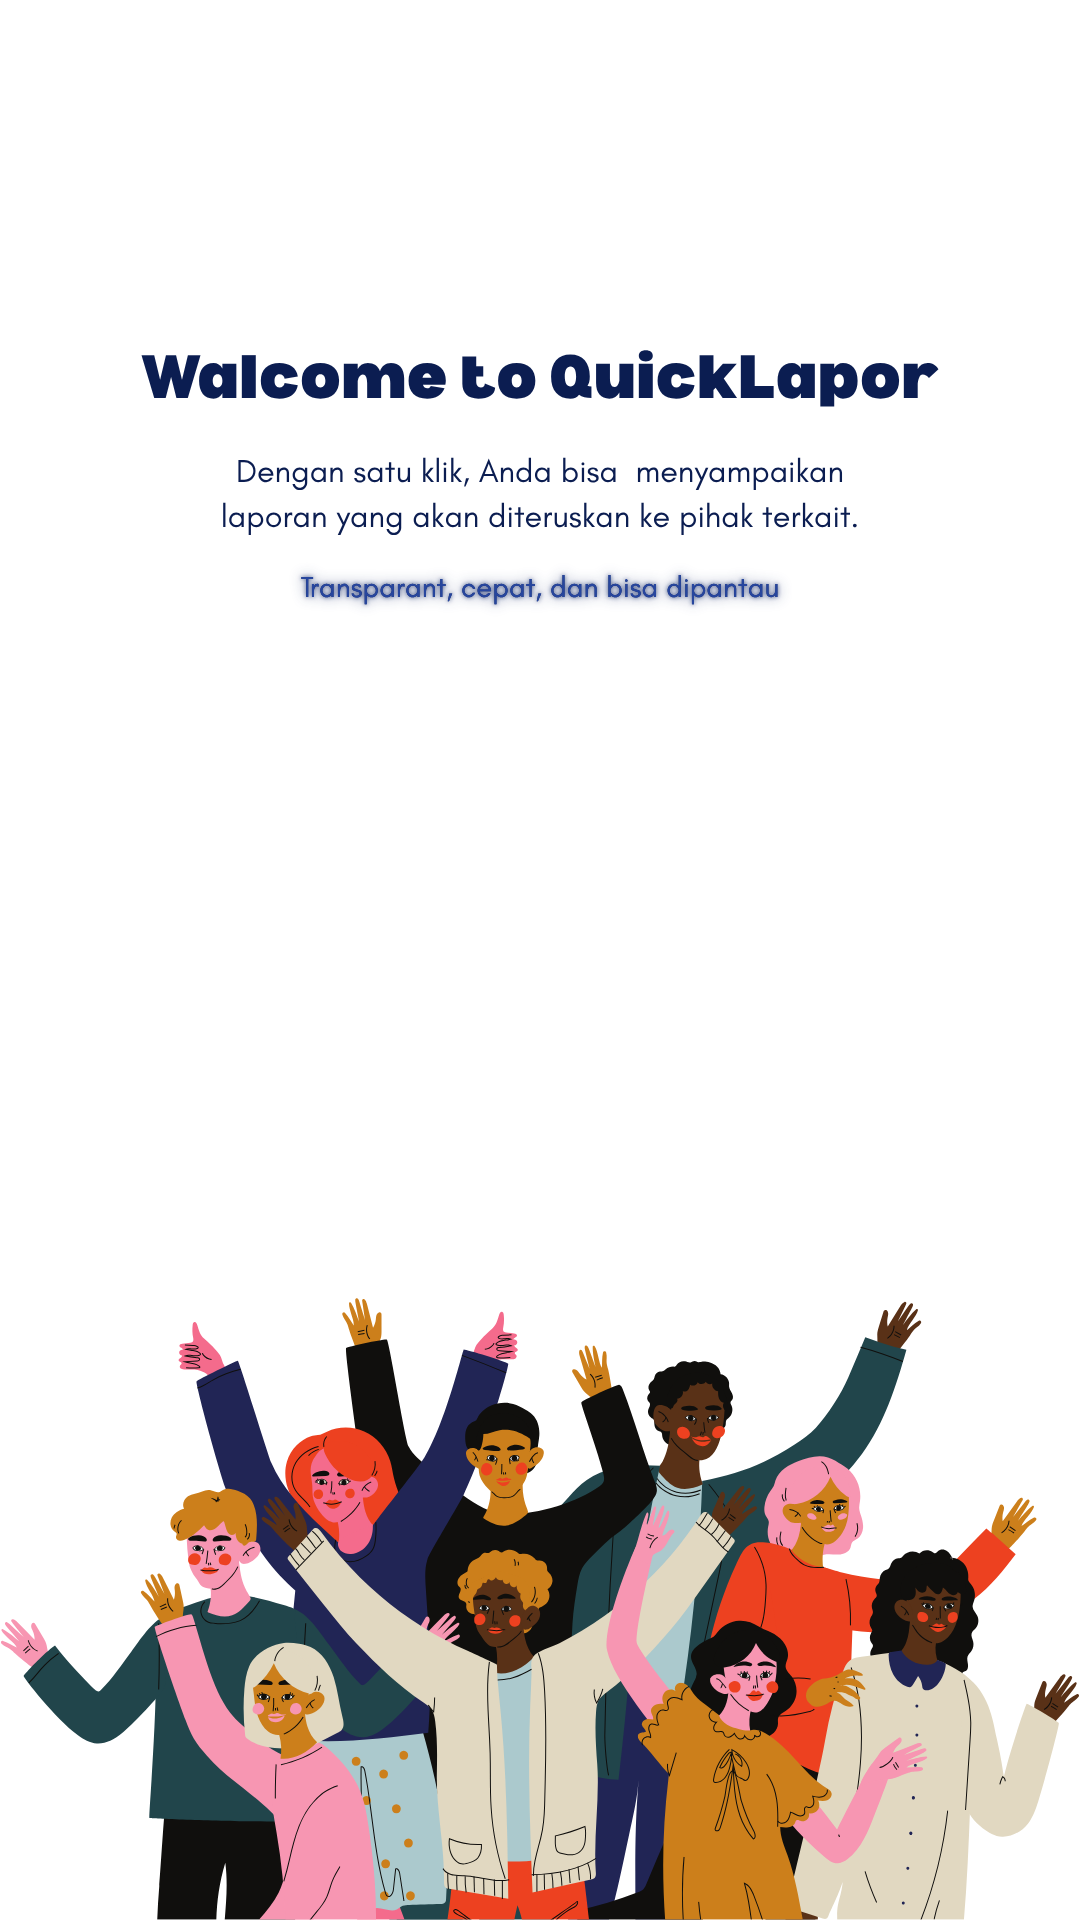 Walcome to QuickLapor
Dengan satu klik, Anda bisa  menyampaikan
laporan yang akan diteruskan ke pihak terkait.
Transparant, cepat, dan bisa dipantau